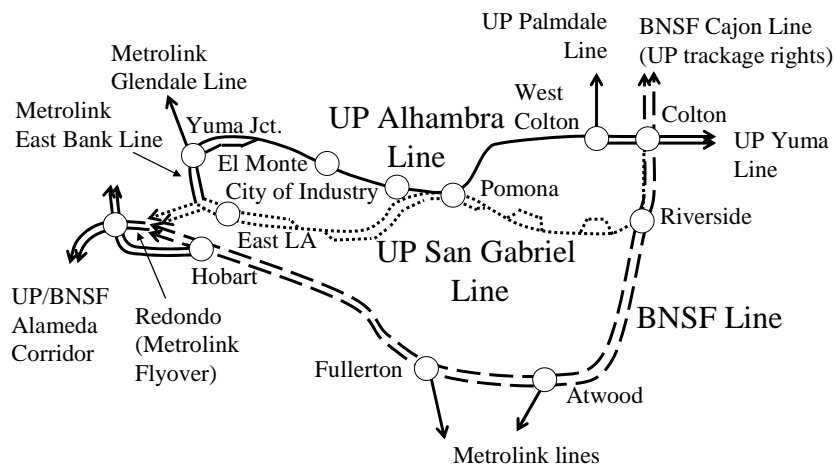 UP Palmdale
Line
BNSF Cajon Line
(UP trackage rights)
Metrolink
Glendale Line
Metrolink
East Bank Line
Yuma Jct.
UP Alhambra
Line
West
Colton
Colton
UP Yuma
Line
El Monte
City of Industry
Pomona
Riverside
East LA
UP San Gabriel
Line
Hobart
UP/BNSF
Alameda
Corridor
Redondo
(Metrolink
Flyover)
BNSF Line
Fullerton
Atwood
Metrolink lines